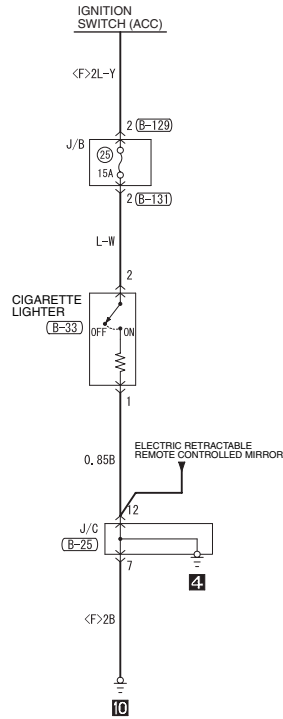 IGNITION
SWITCH (ACC)
<F>2L-Y
2 (B-129)
J/B
25
15A
2 (B-131)
L-W
2
CIGARETTE
LIGHTER
(B-33)
OFF ON
1
ELECTRIC RETRACTABLE
REMOTE CONTROLLED MIRROR
0.85B
12
J/C
(B-25)
4
7
<F>2B
10